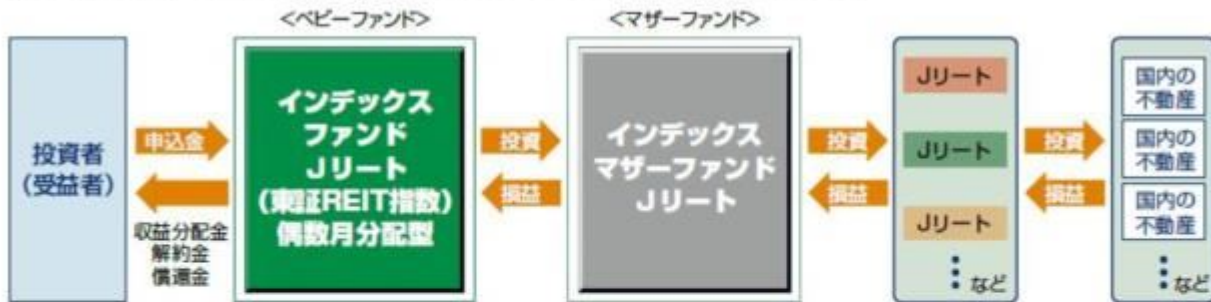 <ベビーファンド>
<マザーファンド>
投資者
(受益者)
申込金
収益分配金
解約金
償還金
インデックス
ファンド
Jリート
(東証REIT指数)
偶数月分配型
投資
損益
インデックス
マザーファンド
Jリート
投資
損益
Jリート
Jリート
Jリート
など
投資
損益
国内の
不動産
国内の
不動産
国内の
不動産
など